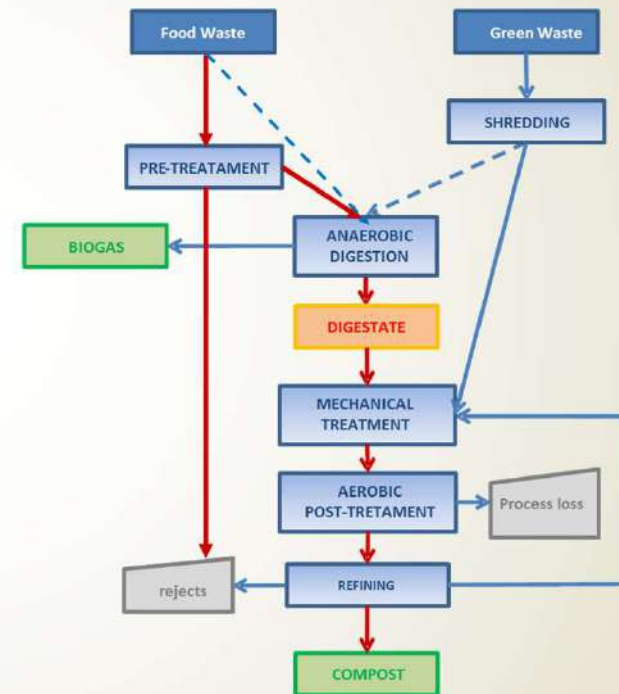 Food Waste
Green Waste
SHREDDING
PRE-TREATAMENT
ANAEROBIC
DIGESTION
BIOGAS
DIGESTATE
MECHANICAL
TREATMENT
AEROBIC
POST-TRETAMENT
Process loss
rejects
REFINING
COMPOST